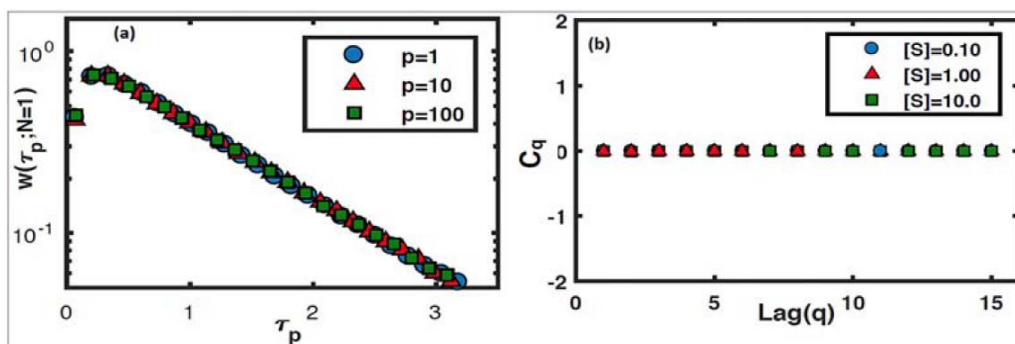 (a)
p=1
p=10
p=100
10⁰
10⁻¹
w(τₚ;N=1)
0 1 2 3
τₚ
(b)
[S]=0.10
[S]=1.00
[S]=10.0
2
1
0
-1
-2
C_q
0 5 10 15
Lag(q)